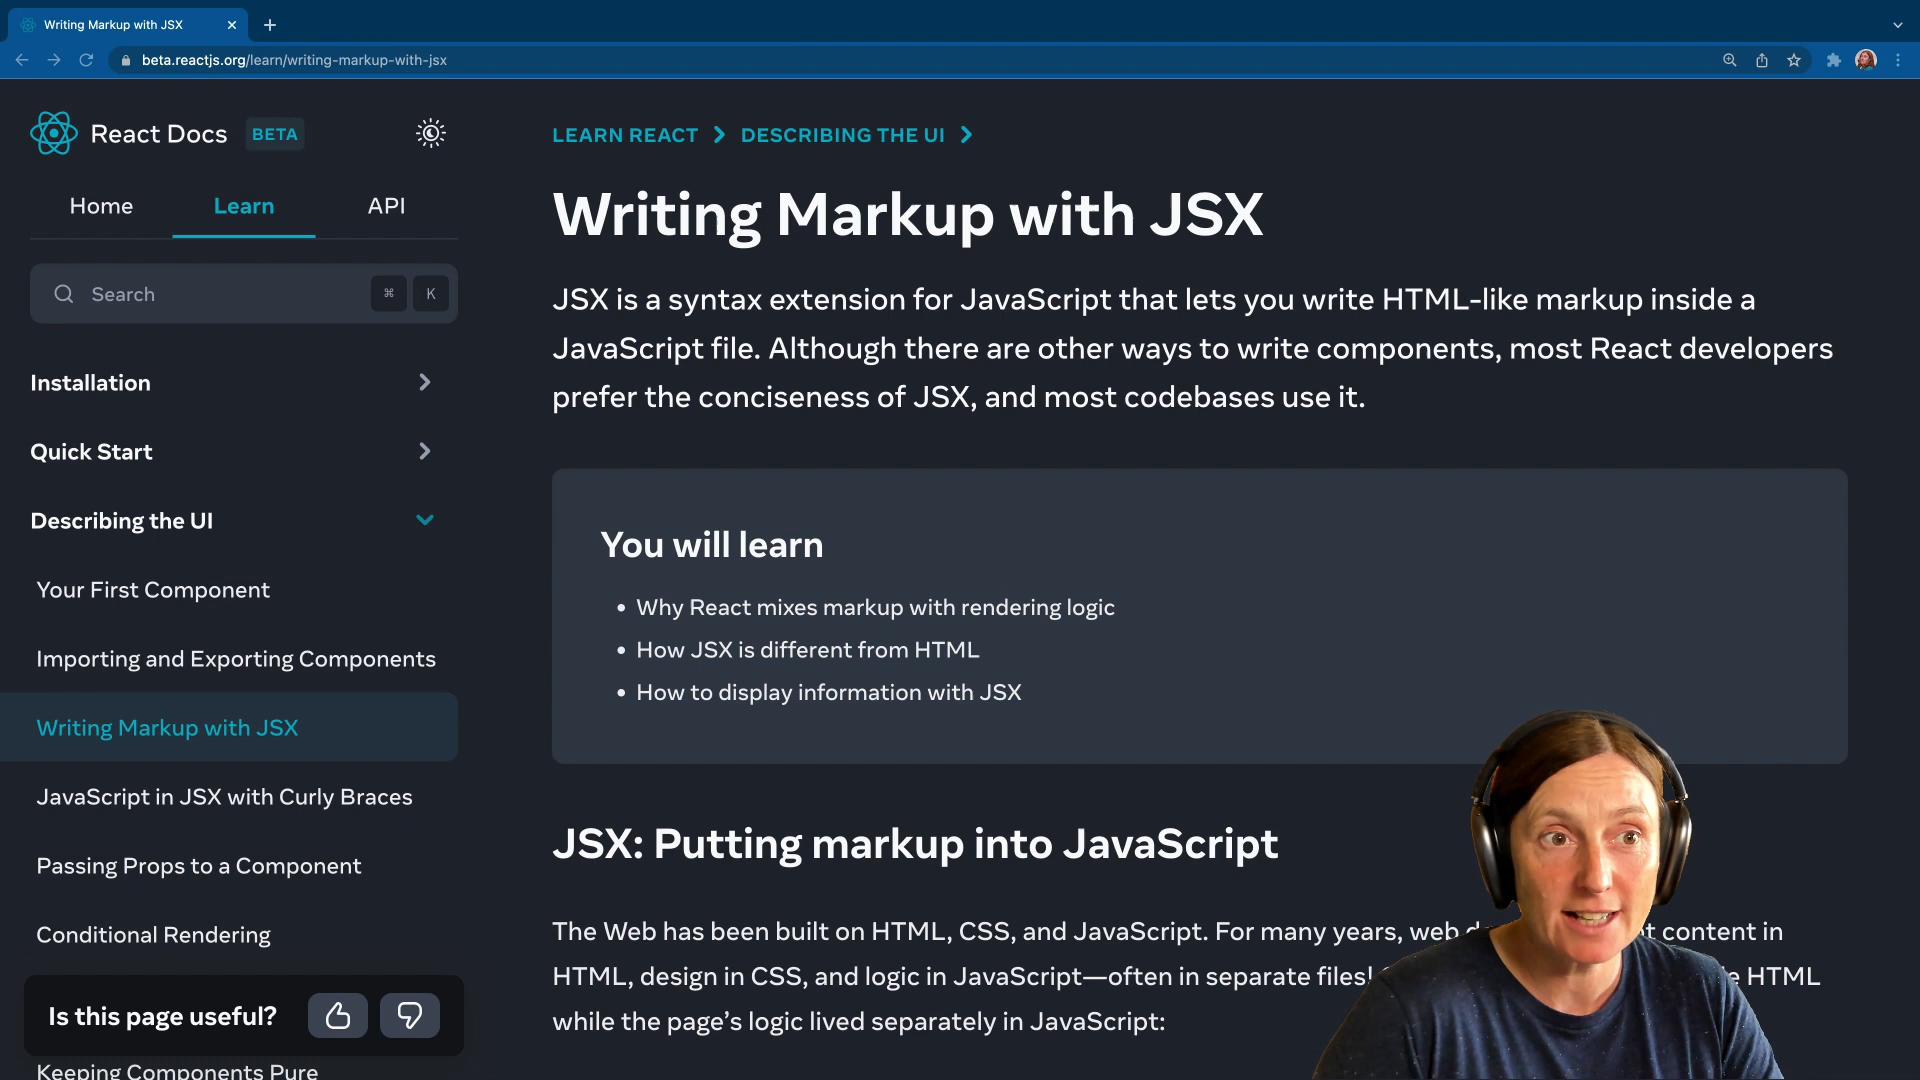 Writing Markup with JSX
beta.reactjs.org/learn/writing-markup-with-jsx
React Docs BETA
Home Learn API
Search ⌘ K
Installation
Quick Start
Describing the UI
Your First Component
Importing and Exporting Components
Writing Markup with JSX
JavaScript in JSX with Curly Braces
Passing Props to a Component
Conditional Rendering
Is this page useful?
Keeping Components Pure
LEARN REACT DESCRIBING THE UI
Writing Markup with JSX
JSX is a syntax extension for JavaScript that lets you write HTML-like markup inside a
JavaScript file. Although there are other ways to write components, most React developers
prefer the conciseness of JSX, and most codebases use it.
You will learn
• Why React mixes markup with rendering logic
• How JSX is different from HTML
• How to display information with JSX
JSX: Putting markup into JavaScript
The Web has been built on HTML, CSS, and JavaScript. For many years, web content in
HTML, design in CSS, and logic in JavaScript—often in separate files! HTML
while the page’s logic lived separately in JavaScript: